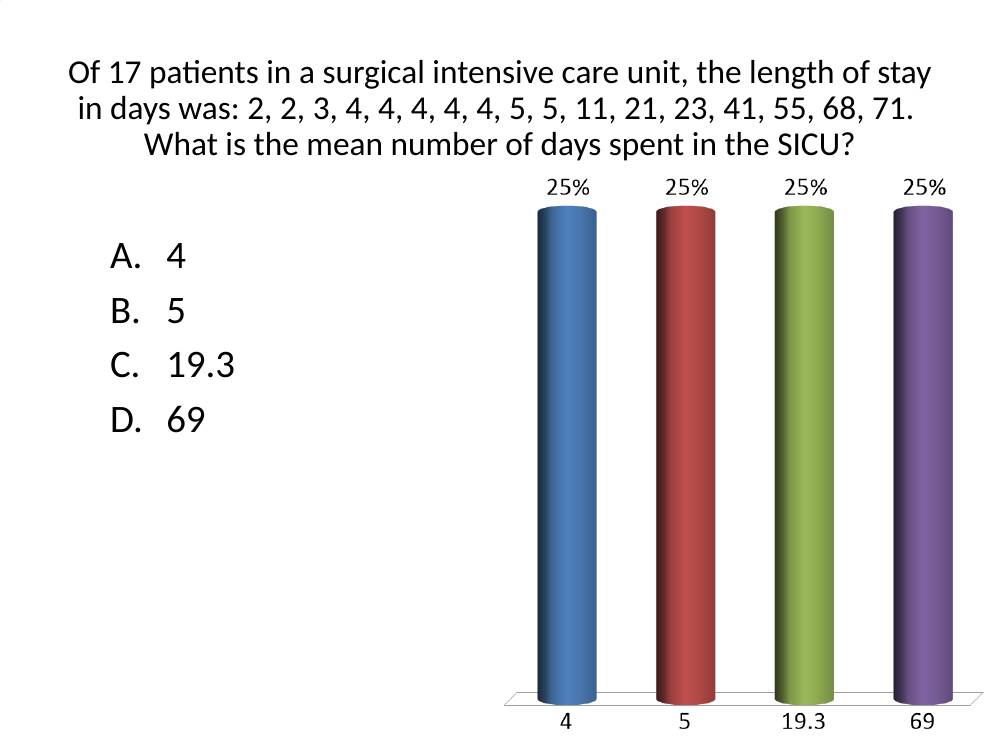 Of 17 patients in a surgical intensive care unit, the length of stay
in days was: 2, 2, 3, 4, 4, 4, 4, 4, 5, 5, 11, 21, 23, 41, 55, 68, 71.
What is the mean number of days spent in the SICU?
25% 25% 25% 25%
A. 4
B. 5
C. 19.3
D. 69
4 5 19.3 69